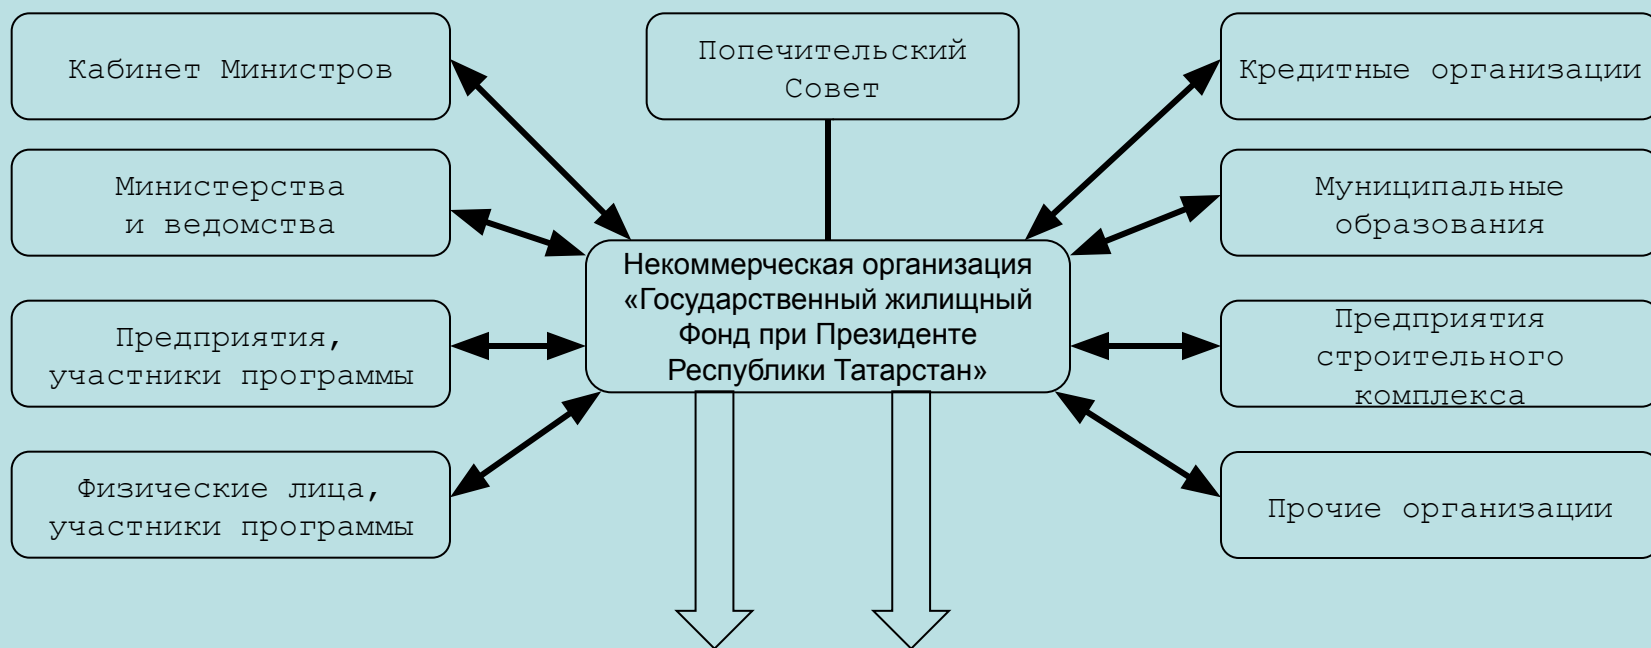 Кабинет Министров
Попечительский
Совет
Кредитные организации
Министерства
и ведомства
Муниципальные
образования
Некоммерческая организация
«Государственный жилищный
Фонд при Президенте
Республики Татарстан»
Предприятия,
участники программы
Предприятия
строительного
комплекса
Физические лица,
участники программы
Прочие организации